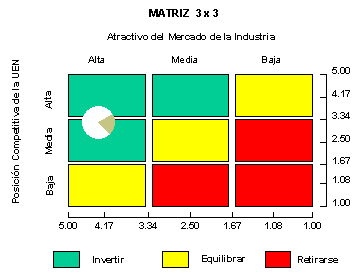 MATRIZ 3 x 3
Atractivo del Mercado de la Industria
Alta Media Baja
Posición Competitiva de la UEN
Alta
Media
Baja
5.00
4.17
3.34
2.50
1.67
1.08
1.00
5.00 4.17 3.34 2.50 1.67 1.08 1.00
Invertir Equilibrar Retirarse